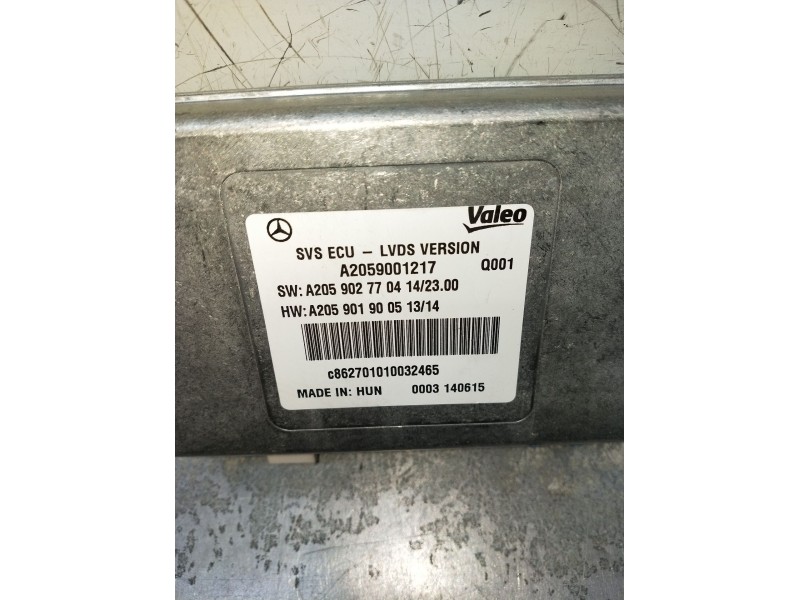 Valeo
SVS ECU - LVDS VERSION
A2059001217 Q001
SW: A205 902 77 04 14/23.00
HW: A205 901 90 05 13/14
c862701010032465
MADE IN: HUN 0003 140615